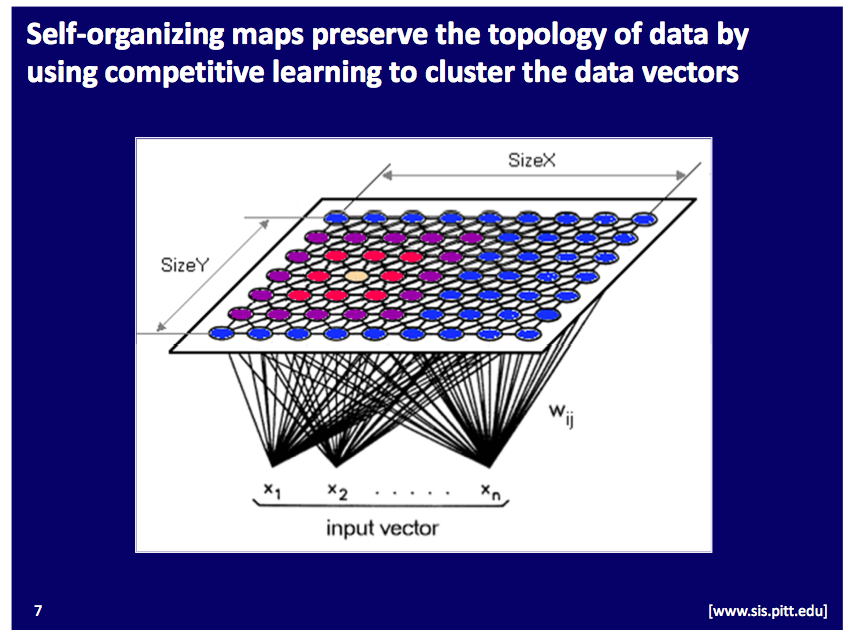 Self-organizing maps preserve the topology of data by
using competitive learning to cluster the data vectors
SizeX
SizeY
wij
x1 x2 . . . . . xn
input vector
7
[www.sis.pitt.edu]